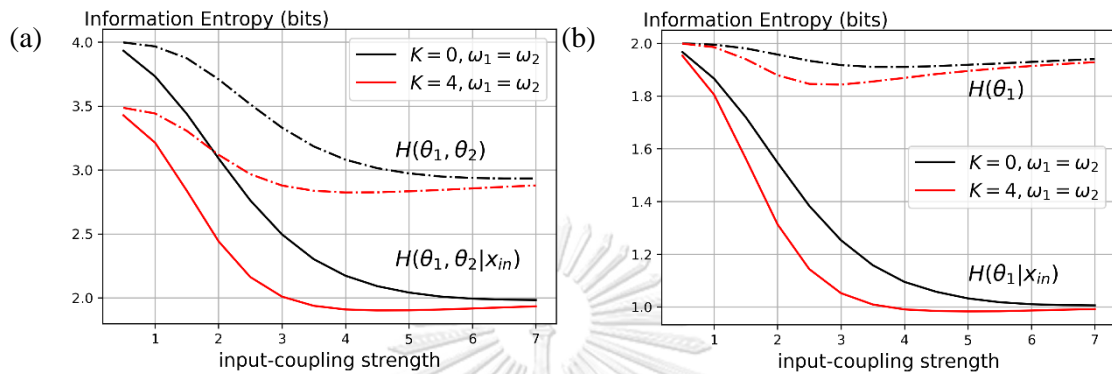 Information Entropy (bits)
(a)
4.0
3.5
3.0
2.5
2.0
K = 0, ω₁ = ω₂
K = 4, ω₁ = ω₂
H(θ₁, θ₂)
H(θ₁, θ₂|xᵢₙ)
1 2 3 4 5 6 7
input-coupling strength
Information Entropy (bits)
(b)
2.0
1.8
1.6
1.4
1.2
1.0
H(θ₁)
K = 0, ω₁ = ω₂
K = 4, ω₁ = ω₂
H(θ₁|xᵢₙ)
1 2 3 4 5 6 7
input-coupling strength